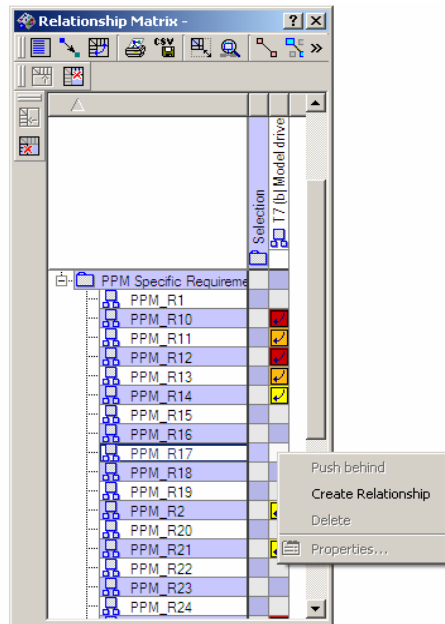 Relationship Matrix -
CSV
Selection
T7 (b) Model drive
PPM Specific Requireme
PPM_R1
PPM_R10
PPM_R11
PPM_R12
PPM_R13
PPM_R14
PPM_R15
PPM_R16
PPM_R17
PPM_R18
PPM_R19
PPM_R2
PPM_R20
PPM_R21
PPM_R22
PPM_R23
PPM_R24
Push behind
Create Relationship
Delete
Properties...